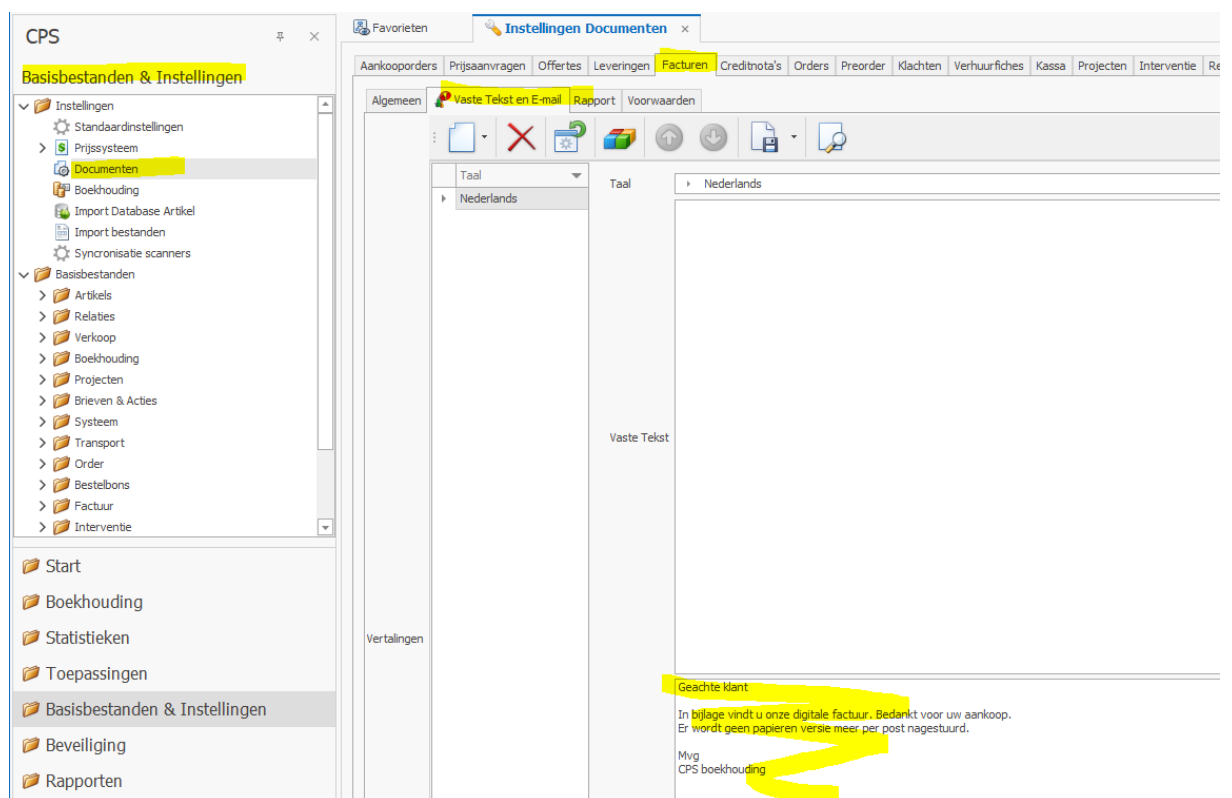 CPS
Basisbestanden & Instellingen
Instellingen
Standaardinstellingen
Prijssysteem
Documenten
Boekhouding
Import Database Artikel
Import bestanden
Syncronisatie scanners
Basisbestanden
Artikels
Relaties
Verkoop
Boekhouding
Projecten
Brieven & Acties
Systeem
Transport
Order
Bestelbons
Factuur
Interventie
Start
Boekhouding
Statistieken
Toepassingen
Basisbestanden & Instellingen
Beveiliging
Rapporten
Favorieten Instellingen Documenten
Aankooporders Prijsaanvragen Offertes Leveringen Facturen Creditnota's Orders Preorder Klachten Verhuurfiches Kassa Projecten Interventie Re
Algemeen Vaste Tekst en E-mail Rapport Voorwaarden
Taal
Nederlands
Taal Nederlands
Vaste Tekst
Vertalingen
Geachte klant
In bijlage vindt u onze digitale factuur. Bedankt voor uw aankoop.
Er wordt geen papieren versie meer per post nagestuurd.
Mvg
CPS boekhouding